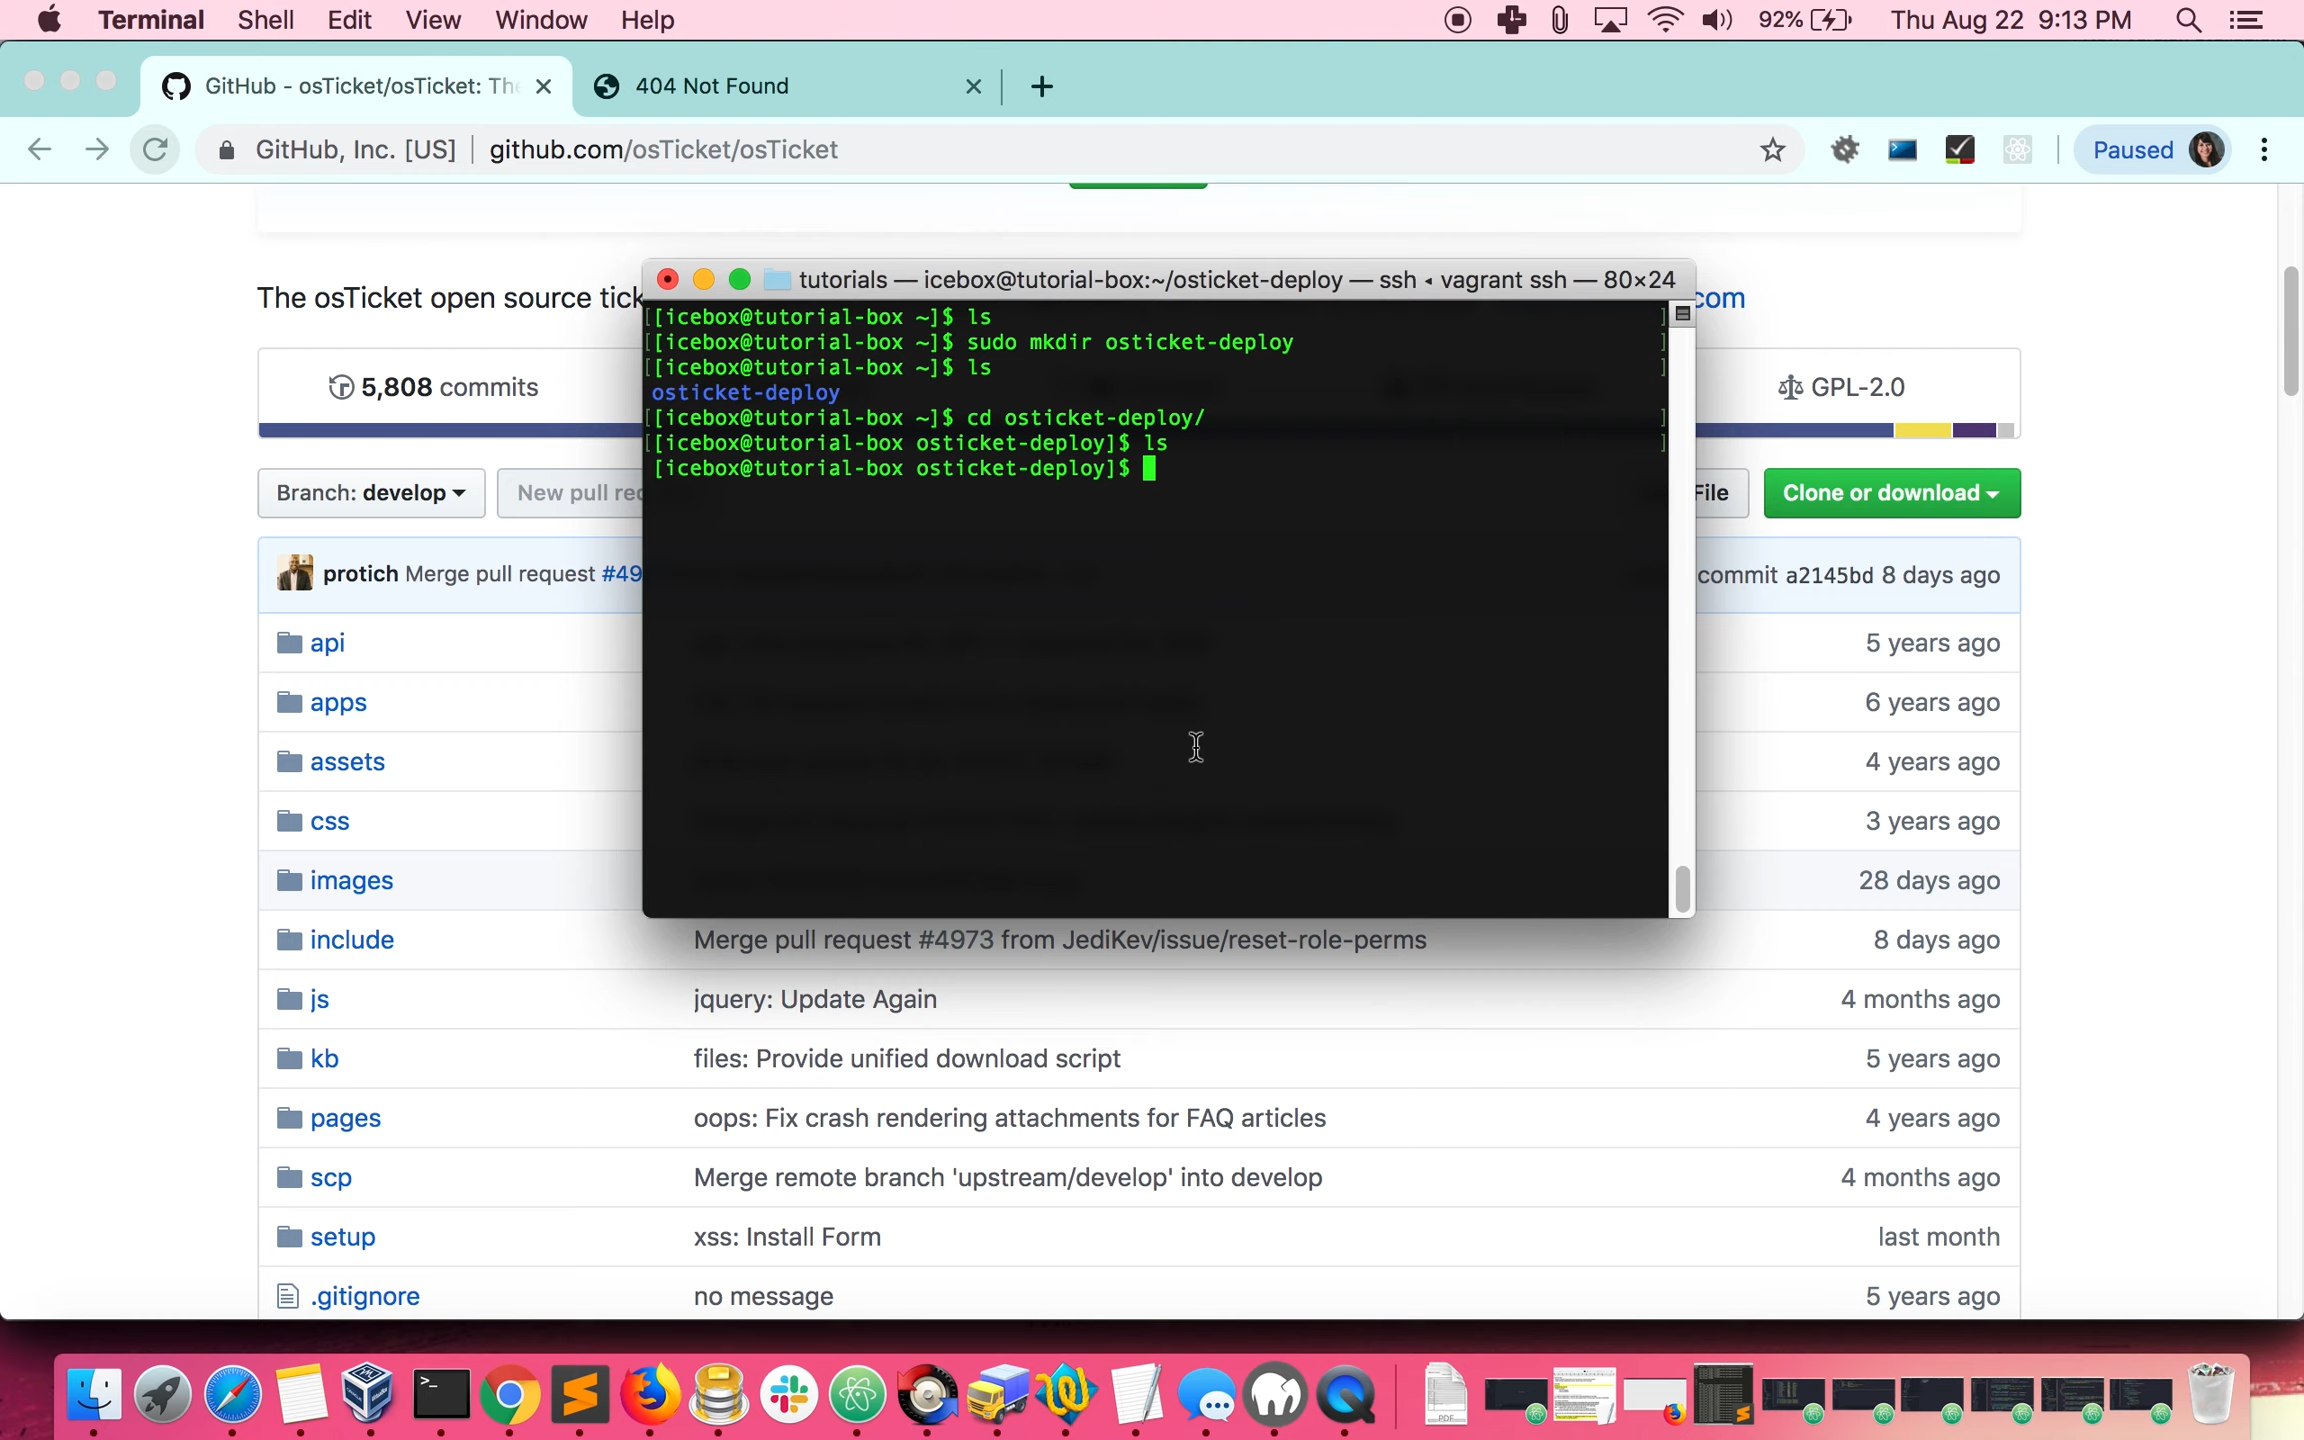 Terminal Shell Edit View Window Help 92% Thu Aug 22 9:13 PM
GitHub - osTicket/osTicket: The 404 Not Found
GitHub, Inc. [US] github.com/osTicket/osTicket Paused
The osTicket open source tick
com
tutorials — icebox@tutorial-box:~/osticket-deploy — ssh ◂ vagrant ssh — 80×24
[[icebox@tutorial-box ~]$ ls ]
[[icebox@tutorial-box ~]$ sudo mkdir osticket-deploy ]
[[icebox@tutorial-box ~]$ ls ]
osticket-deploy
[[icebox@tutorial-box ~]$ cd osticket-deploy/ ]
[[icebox@tutorial-box osticket-deploy]$ ls ]
[icebox@tutorial-box osticket-deploy]$
5,808 commits GPL-2.0
Branch: develop New pull req File Clone or download
protich Merge pull request #49 commit a2145bd 8 days ago
api 5 years ago
apps 6 years ago
assets 4 years ago
css 3 years ago
images 28 days ago
include Merge pull request #4973 from JediKev/issue/reset-role-perms 8 days ago
js jquery: Update Again 4 months ago
kb files: Provide unified download script 5 years ago
pages oops: Fix crash rendering attachments for FAQ articles 4 years ago
scp Merge remote branch 'upstream/develop' into develop 4 months ago
setup xss: Install Form last month
.gitignore no message 5 years ago
>_
PDF